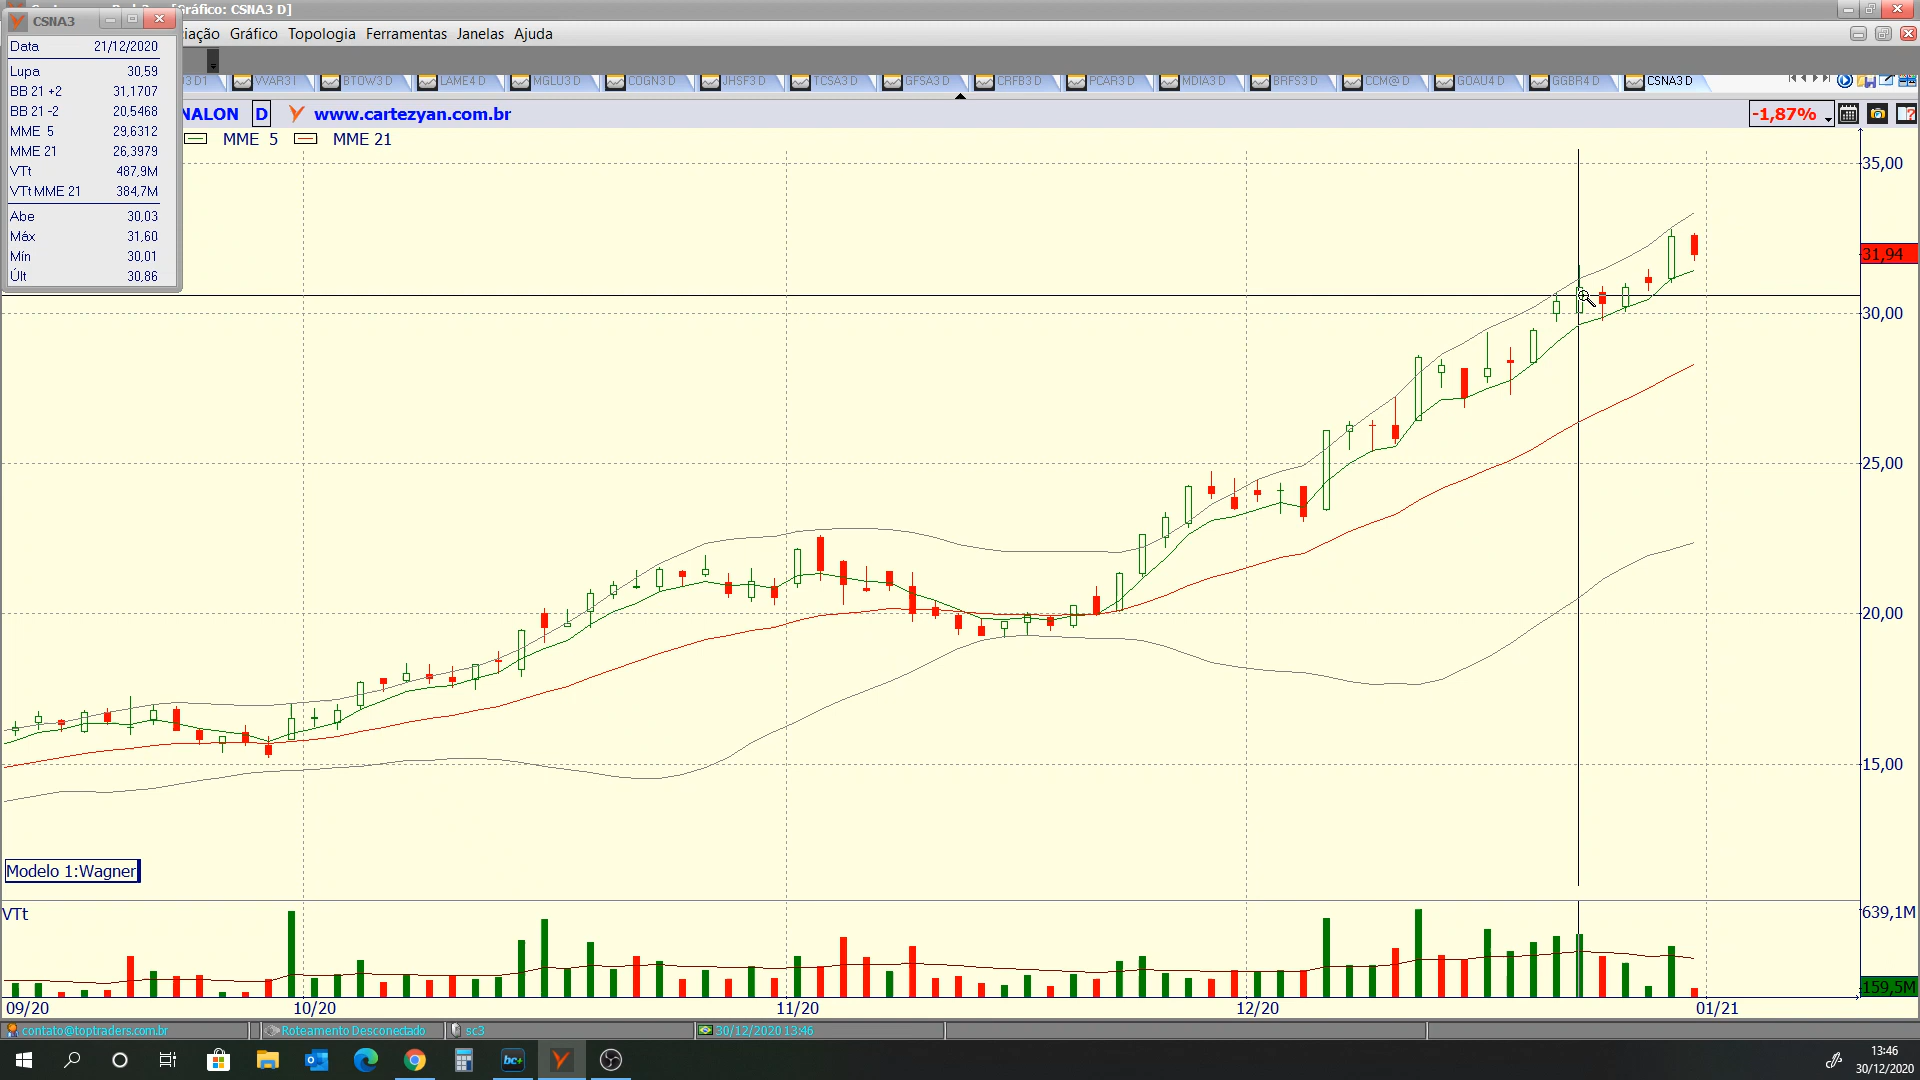 CSNA3
[Gráfico: CSNA3 D]
Gráfico Topologia Ferramentas Janelas Ajuda
VVAR3 BTOW3 D LAME4 D MGLU3 D COGN3 D JHSF3 D TCSA3 D GFSA3 D CRFB3 D PCAR3 D MDIA3 D BRFS3 D CCM@ D GOAU4 D GGBR4 D CSNA3 D
NALON D www.cartezyan.com.br -1,87%
MME 5 MME 21
Data 21/12/2020
Lupa 30,59
BB 21 +2 31,1707
BB 21 -2 20,5468
MME 5 29,6312
MME 21 26,3979
VTt 487,9M
VTt MME 21 384,7M
Abe 30,03
Máx 31,60
Mín 30,01
Últ 30,86
35,00
31,94
30,00
25,00
20,00
15,00
Modelo 1:Wagner
VTt
639,1M
159,5M
09/20 10/20 11/20 12/20 01/21
contato@toptraders.com.br Roteamento Desconectado sc3 30/12/2020 13:46
bc+
13:46
30/12/2020